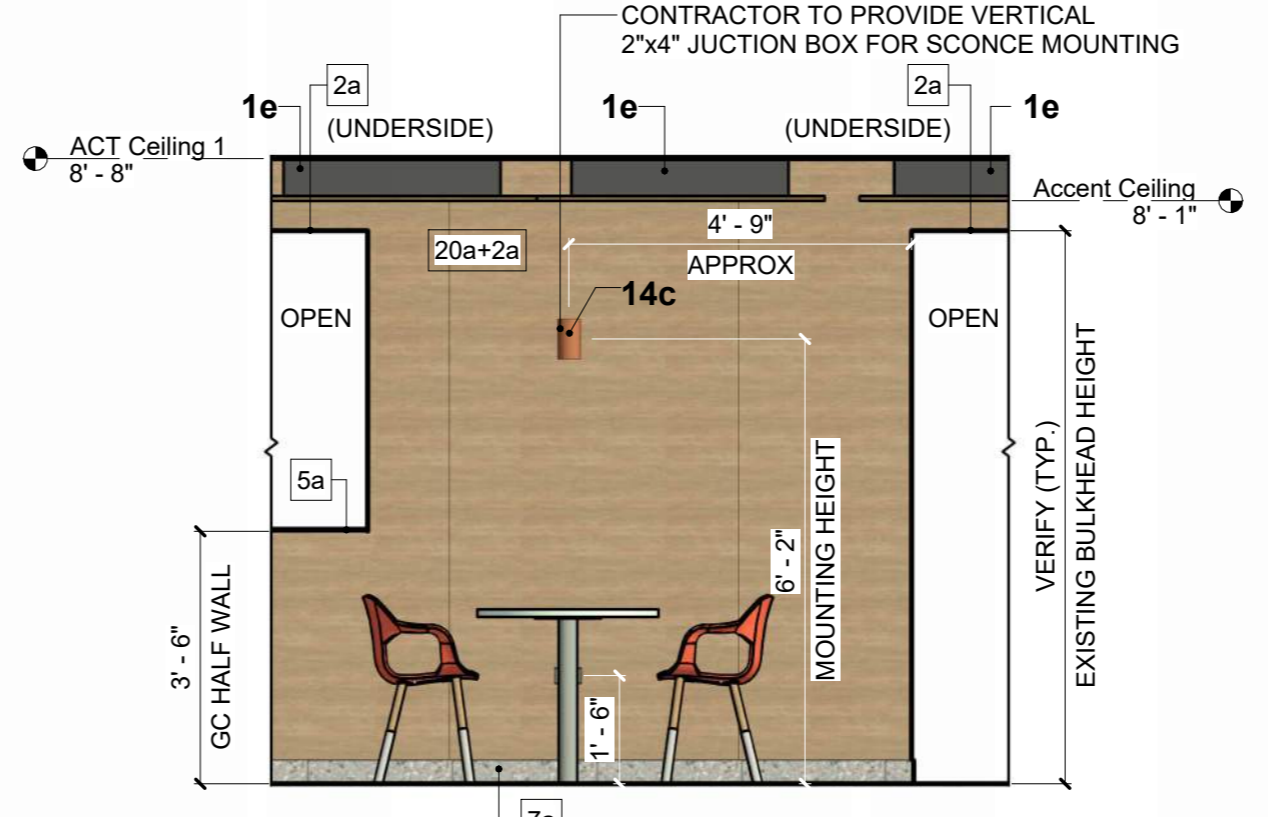 CONTRACTOR TO PROVIDE VERTICAL
2"x4" JUCTION BOX FOR SCONCE MOUNTING
2a
2a
1e
1e
1e
(UNDERSIDE)
(UNDERSIDE)
ACT Ceiling 1
8' - 8"
Accent Ceiling
8' - 1"
4' - 9"
APPROX
20a+2a
14c
OPEN
OPEN
5a
3' - 6"
GC HALF WALL
1' - 6"
6' - 2"
MOUNTING HEIGHT
VERIFY (TYP.)
EXISTING BULKHEAD HEIGHT